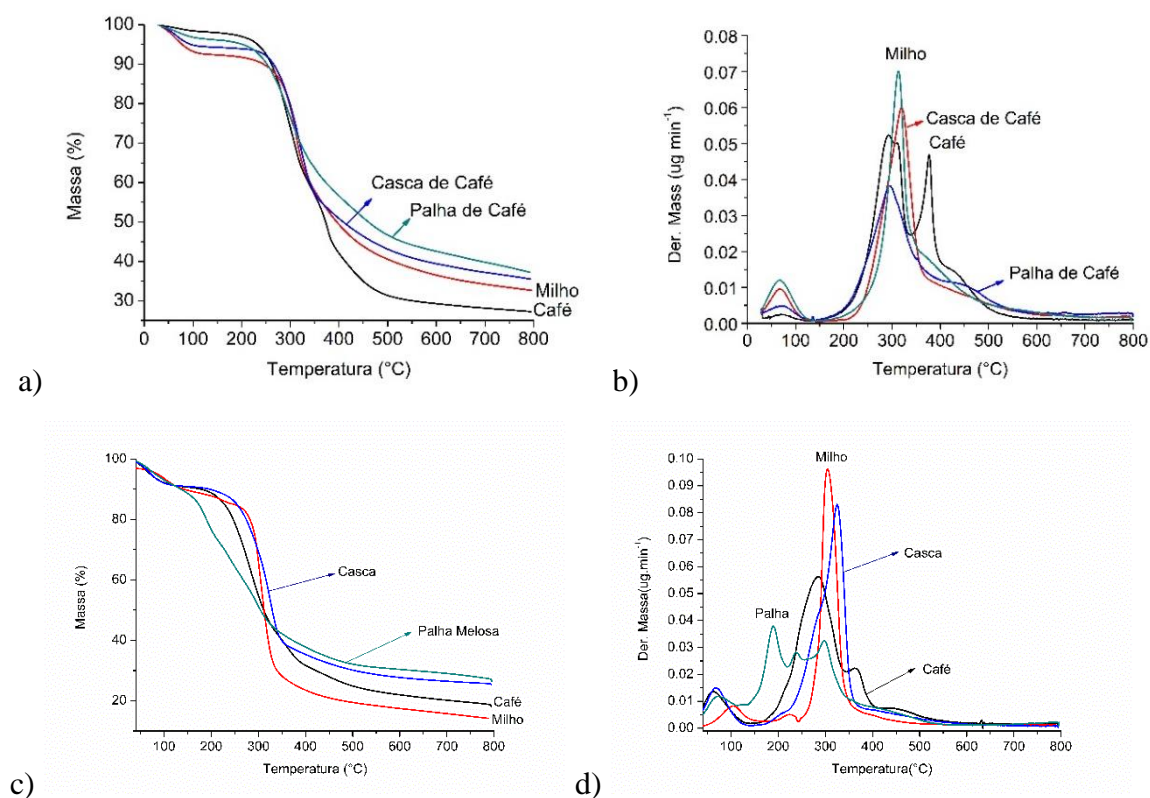 100
90
80
70
60
50
40
30
Massa (%)
Casca de Café
Palha de Café
Milho
Café
0 100 200 300 400 500 600 700 800
Temperatura (°C)
a)
0.08
0.07
0.06
0.05
0.04
0.03
0.02
0.01
0.00
Der. Mass (ug min⁻¹)
Milho
Casca de Café
Café
Palha de Café
0 100 200 300 400 500 600 700 800
Temperatura (°C)
b)
100
80
60
40
20
Massa (%)
Casca
Palha Melosa
Café
Milho
100 200 300 400 500 600 700 800
Temperatura (°C)
c)
0.10
0.09
0.08
0.07
0.06
0.05
0.04
0.03
0.02
0.01
0.00
Der. Massa(ug.min⁻¹)
Milho
Casca
Palha
Café
100 200 300 400 500 600 700 800
Temperatura(°C)
d)